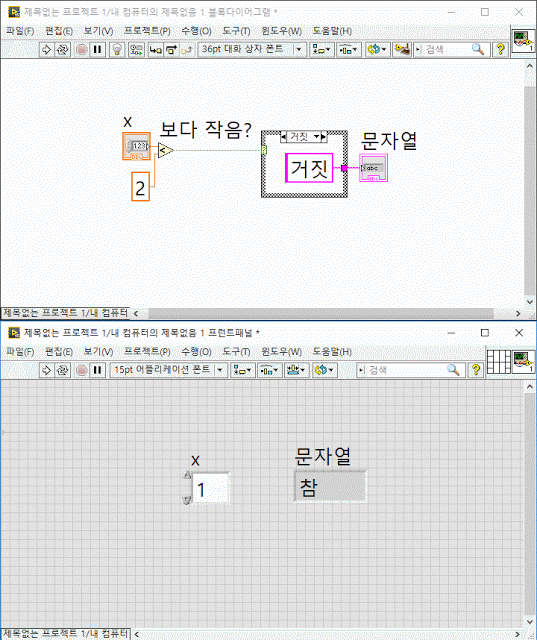 제목없는 프로젝트 1/내 컴퓨터의 제목없음 1 블록다이어그램 *
파일(F) 편집(E) 보기(V) 프로젝트(P) 수행(O) 도구(T) 윈도우(W) 도움말(H)
36pt 대화 상자 폰트 검색
x
보다 작음?
123
2
거짓
거짓
문자열
abc
abc
제목없는 프로젝트 1/내 컴퓨터
제목없는 프로젝트 1/내 컴퓨터의 제목없음 1 프런트패널 *
파일(F) 편집(E) 보기(V) 프로젝트(P) 수행(O) 도구(T) 윈도우(W) 도움말(H)
15pt 어플리케이션 폰트 검색
x
1
문자열
참
제목없는 프로젝트 1/내 컴퓨터